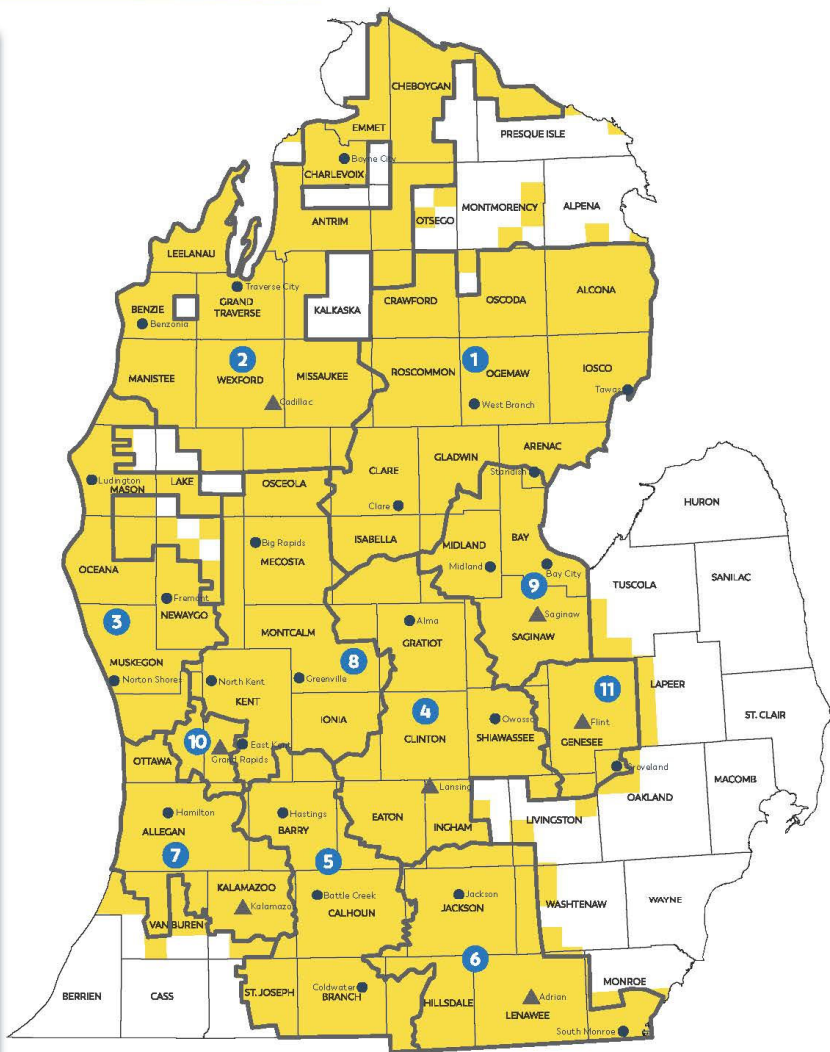 CHEBOYGAN
EMMET
PRESQUE ISLE
Boyne City
CHARLEVOIX
OTSEGO
MONTMORENCY
ALPENA
ANTRIM
LEELANAU
Traverse City
GRAND
TRAVERSE
BENZIE
Benzonia
KALKASKA
CRAWFORD
OSCODA
ALCONA
2
1
MANISTEE
WEXFORD
MISSAUKEE
ROSCOMMON
OGEMAW
IOSCO
Tawas
Cadillac
West Branch
ARENAC
GLADWIN
CLARE
Standish
Ludington
MASON
LAKE
OSCEOLA
Clare
HURON
BAY
ISABELLA
MIDLAND
Big Rapids
MECOSTA
Midland
Bay City
OCEANA
TUSCOLA
SANILAC
9
Fremont
NEWAYGO
3
Saginaw
SAGINAW
Alma
GRATIOT
MONTCALM
MUSKEGON
8
Norton Shores
North Kent
KENT
Greenville
11
LAPEER
4
IONIA
CLINTON
Owosso
SHIAWASSEE
Flint
GENESEE
ST. CLAIR
10
East Kent
Grand Rapids
OTTAWA
Groveland
OAKLAND
MACOMB
Lansing
Hamilton
ALLEGAN
Hastings
BARRY
EATON
INGHAM
LIVINGSTON
7
5
KALAMAZOO
Kalamazo
Battle Creek
CALHOUN
Jackson
JACKSON
WASHTENAW
WAYNE
VAN BUREN
6
MONROE
BERRIEN
CASS
ST. JOSEPH
Coldwater
BRANCH
HILLSDALE
Adrian
LENAWEE
South Monroe